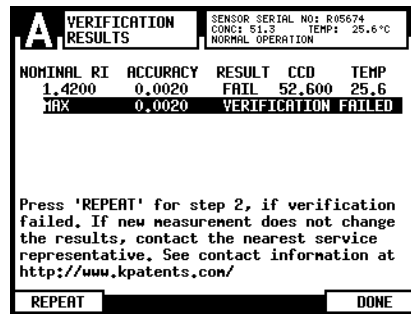 A VERIFICATION RESULTS
SENSOR SERIAL NO: R05674
CONC: 51.3 TEMP: 25.6°C
NORMAL OPERATION
NOMINAL RI ACCURACY RESULT CCD TEMP
1.4200 0.0020 FAIL 52.600 25.6
MAX 0.0020 VERIFICATION FAILED
Press 'REPEAT' for step 2, if verification
failed. If new measurement does not change
the results, contact the nearest service
representative. See contact information at
http://www.kpatents.com/
REPEAT DONE